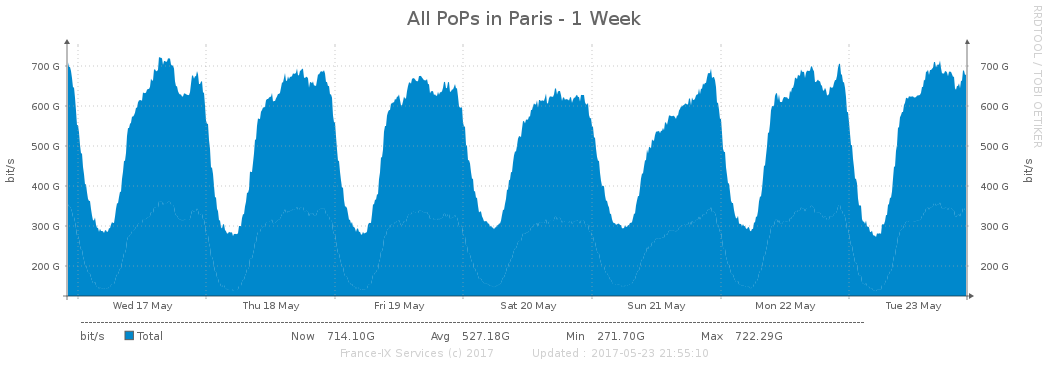 All PoPs in Paris - 1 Week
RRDTOOL / TOBI OETIKER
bit/s
700 G
600 G
500 G
400 G
300 G
200 G
700 G
600 G
500 G
400 G
300 G
200 G
bit/s
Wed 17 May Thu 18 May Fri 19 May Sat 20 May Sun 21 May Mon 22 May Tue 23 May
bit/s Total Now 714.10G Avg 527.18G Min 271.70G Max 722.29G
France-IX Services (c) 2017 Updated : 2017-05-23 21:55:10